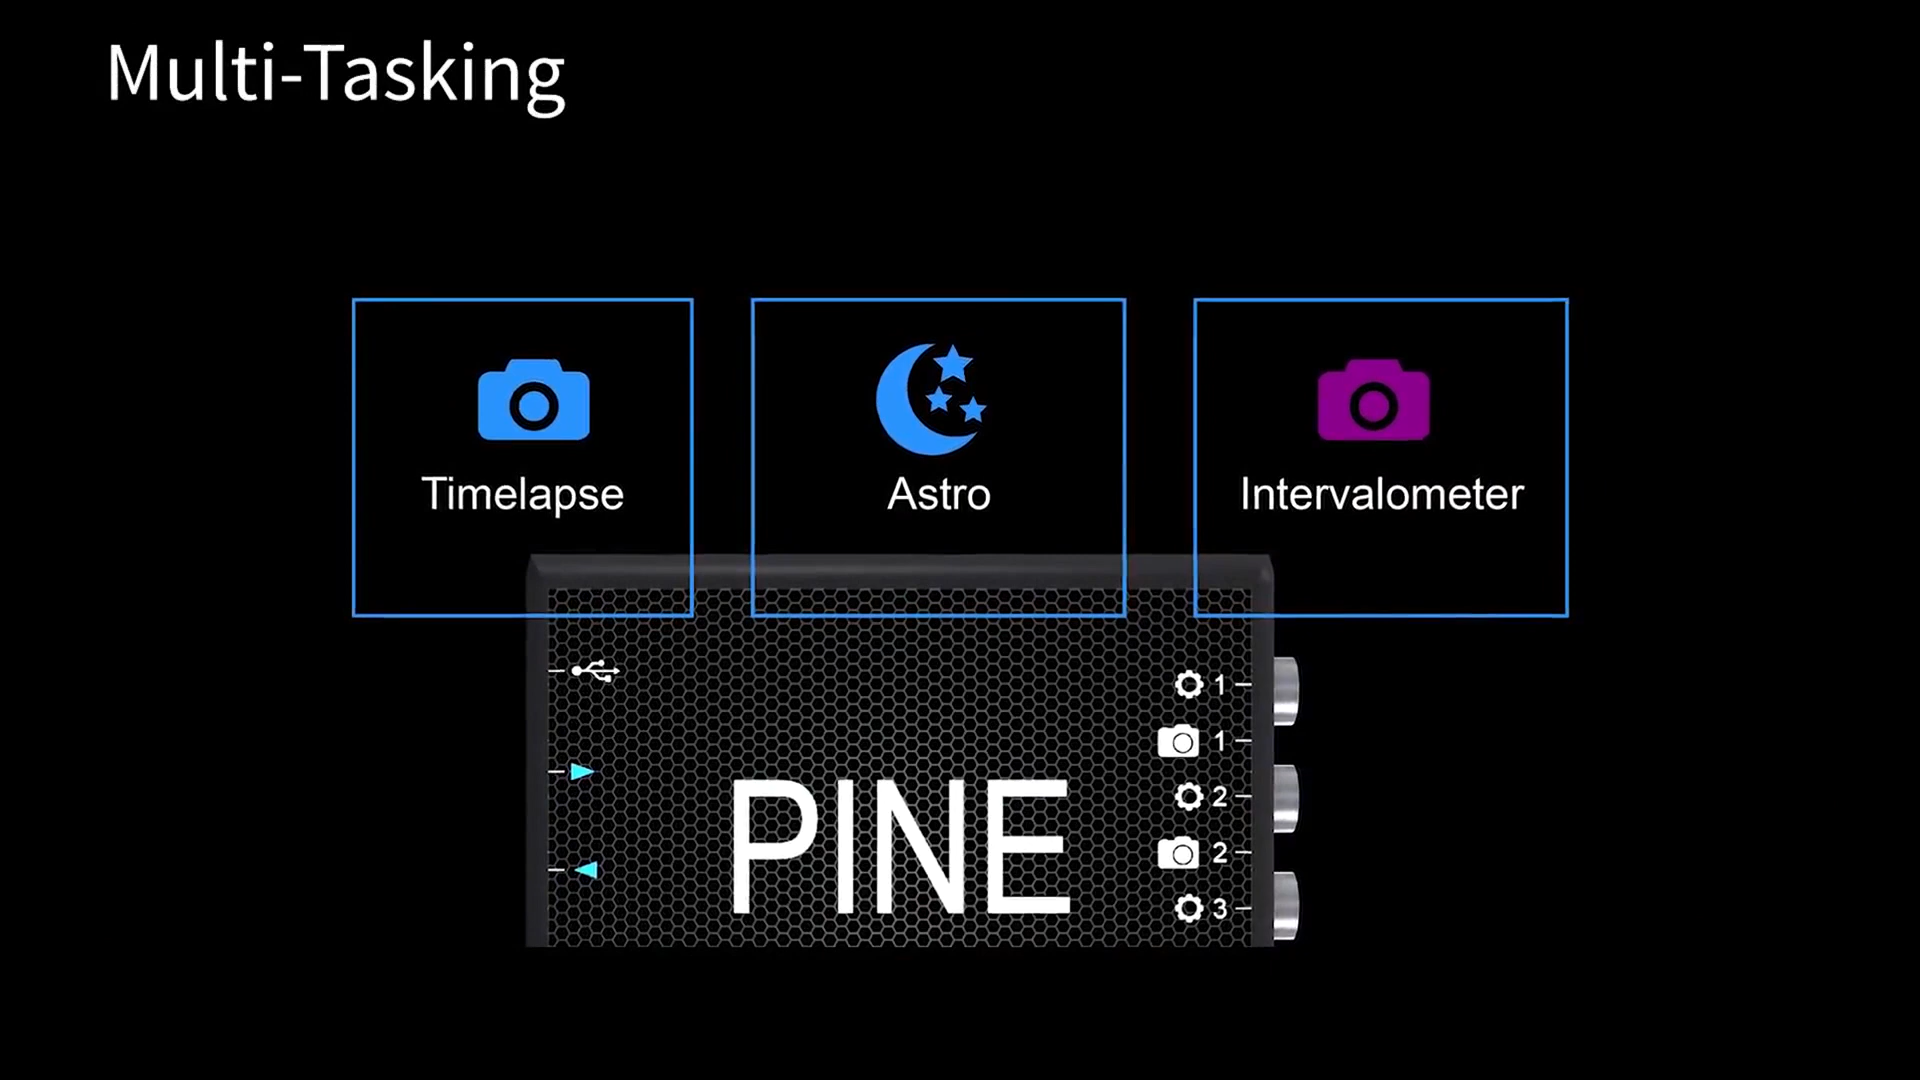 Multi-Tasking
Timelapse
Astro
Intervalometer
1
1
2
2
3
PINE